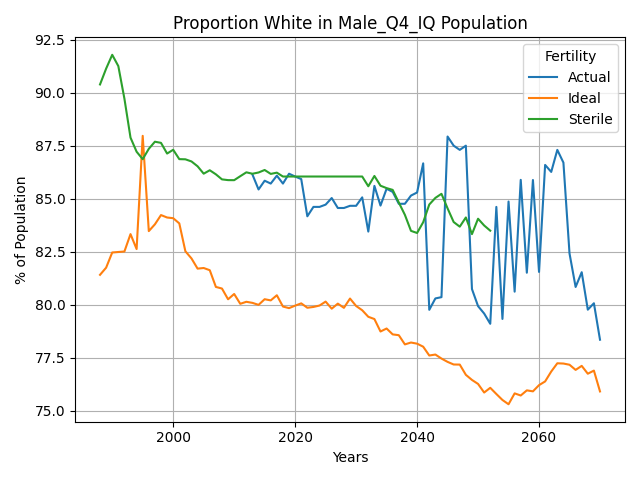 Proportion White in Male_Q4_IQ Population
92.5
90.0
87.5
85.0
82.5
80.0
77.5
75.0
% of Population
Fertility
Actual
Ideal
Sterile
2000
2020
2040
2060
Years